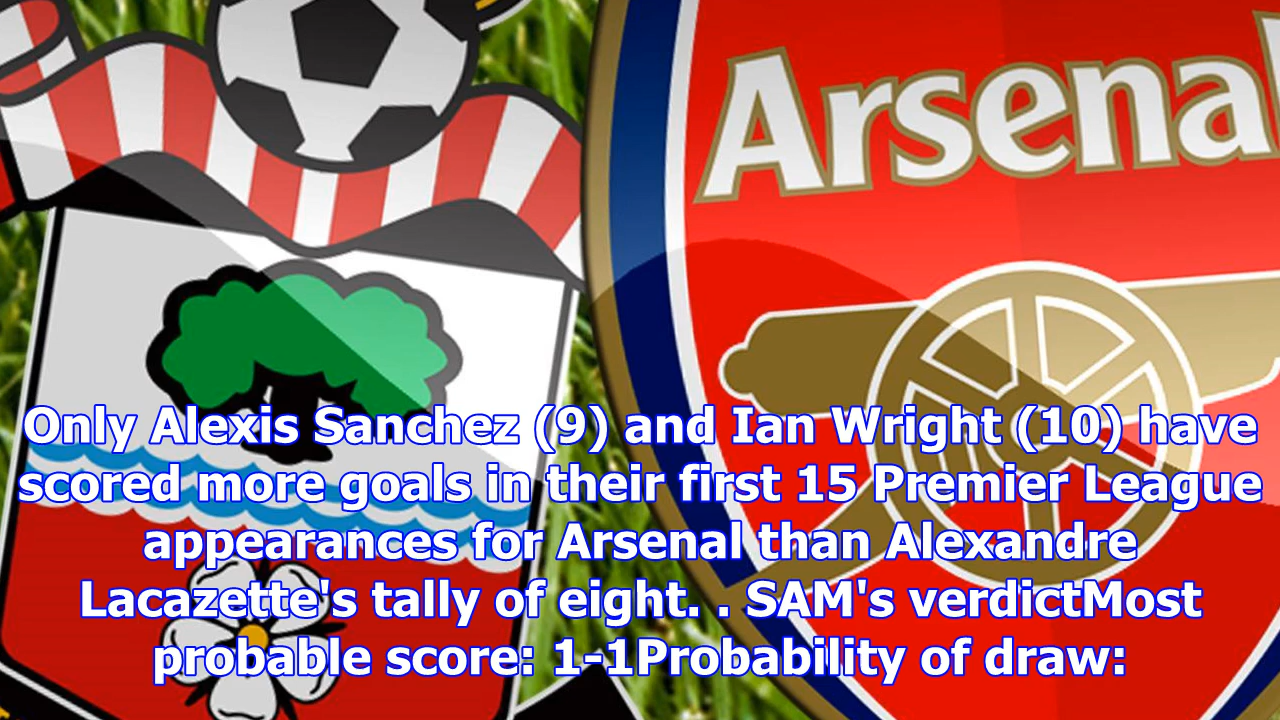 Arsenal
Only Alexis Sanchez (9) and Ian Wright (10) have
scored more goals in their first 15 Premier League
appearances for Arsenal than Alexandre
Lacazette's tally of eight. . SAM's verdictMost
probable score: 1-1Probability of draw: